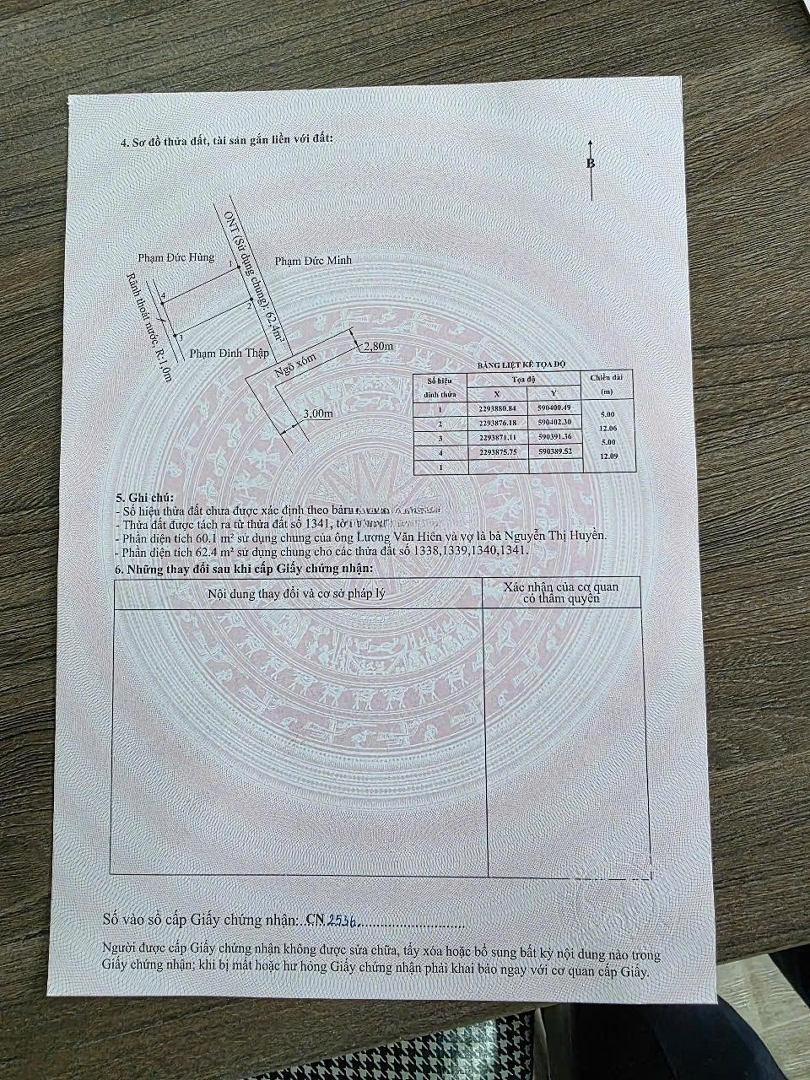 4. Sơ đồ thửa đất, tài sản gắn liền với đất:
B
Phạm Đức Hùng
ONT (Sử dụng chung): 62,4m²
Phạm Đức Minh
1
4
2
3
Rãnh thoát nước, R:1,0m
Phạm Đình Thập
Ngõ xóm
2,80m
3,00m
BẢNG LIỆT KÊ TỌA ĐỘ
Số hiệu đỉnh thửa Tọa độ Chiều dài (m)
X Y
1 2293880.84 590400.49
5.00
2 2293876.18 590402.30
12.06
3 2293871.11 590391.36
5.00
4 2293875.75 590389.52
12.09
1
5. Ghi chú:
- Số hiệu thửa đất chưa được xác định theo bản
- Thửa đất được tách ra từ thửa đất số 1341, tờ
- Phần diện tích 60.1 m² sử dụng chung của ông Lương Văn Hiến và vợ là bà Nguyễn Thị Huyền.
- Phần diện tích 62.4 m² sử dụng chung cho các thửa đất số 1338,1339,1340,1341.
6. Những thay đổi sau khi cấp Giấy chứng nhận:
Nội dung thay đổi và cơ sở pháp lý
Xác nhận của cơ quan
có thẩm quyền
Số vào sổ cấp Giấy chứng nhận:..CN 2536..............................
Người được cấp Giấy chứng nhận không được sửa chữa, tẩy xóa hoặc bổ sung bất kỳ nội dung nào trong
Giấy chứng nhận; khi bị mất hoặc hư hỏng Giấy chứng nhận phải khai báo ngay với cơ quan cấp Giấy.